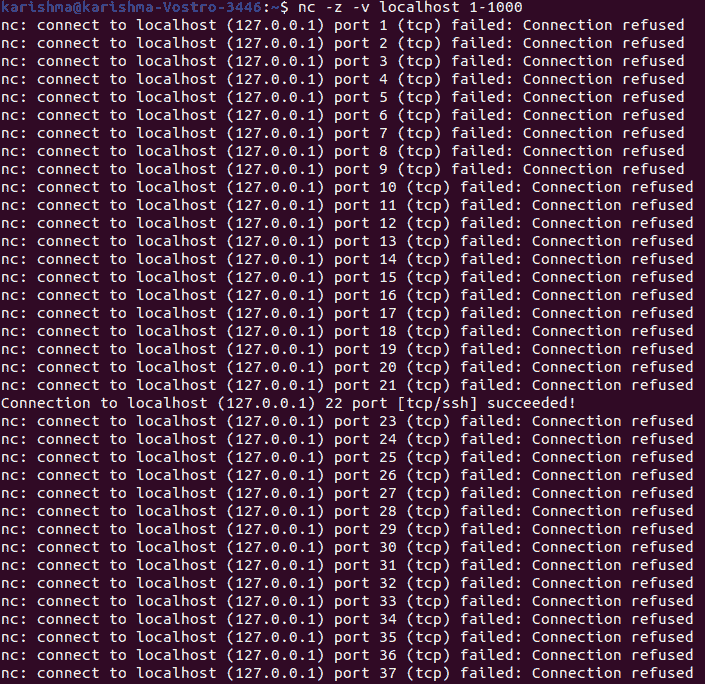 karishma@karishma-Vostro-3446:~$ nc -z -v localhost 1-1000
nc: connect to localhost (127.0.0.1) port 1 (tcp) failed: Connection refused
nc: connect to localhost (127.0.0.1) port 2 (tcp) failed: Connection refused
nc: connect to localhost (127.0.0.1) port 3 (tcp) failed: Connection refused
nc: connect to localhost (127.0.0.1) port 4 (tcp) failed: Connection refused
nc: connect to localhost (127.0.0.1) port 5 (tcp) failed: Connection refused
nc: connect to localhost (127.0.0.1) port 6 (tcp) failed: Connection refused
nc: connect to localhost (127.0.0.1) port 7 (tcp) failed: Connection refused
nc: connect to localhost (127.0.0.1) port 8 (tcp) failed: Connection refused
nc: connect to localhost (127.0.0.1) port 9 (tcp) failed: Connection refused
nc: connect to localhost (127.0.0.1) port 10 (tcp) failed: Connection refused
nc: connect to localhost (127.0.0.1) port 11 (tcp) failed: Connection refused
nc: connect to localhost (127.0.0.1) port 12 (tcp) failed: Connection refused
nc: connect to localhost (127.0.0.1) port 13 (tcp) failed: Connection refused
nc: connect to localhost (127.0.0.1) port 14 (tcp) failed: Connection refused
nc: connect to localhost (127.0.0.1) port 15 (tcp) failed: Connection refused
nc: connect to localhost (127.0.0.1) port 16 (tcp) failed: Connection refused
nc: connect to localhost (127.0.0.1) port 17 (tcp) failed: Connection refused
nc: connect to localhost (127.0.0.1) port 18 (tcp) failed: Connection refused
nc: connect to localhost (127.0.0.1) port 19 (tcp) failed: Connection refused
nc: connect to localhost (127.0.0.1) port 20 (tcp) failed: Connection refused
nc: connect to localhost (127.0.0.1) port 21 (tcp) failed: Connection refused
Connection to localhost (127.0.0.1) 22 port [tcp/ssh] succeeded!
nc: connect to localhost (127.0.0.1) port 23 (tcp) failed: Connection refused
nc: connect to localhost (127.0.0.1) port 24 (tcp) failed: Connection refused
nc: connect to localhost (127.0.0.1) port 25 (tcp) failed: Connection refused
nc: connect to localhost (127.0.0.1) port 26 (tcp) failed: Connection refused
nc: connect to localhost (127.0.0.1) port 27 (tcp) failed: Connection refused
nc: connect to localhost (127.0.0.1) port 28 (tcp) failed: Connection refused
nc: connect to localhost (127.0.0.1) port 29 (tcp) failed: Connection refused
nc: connect to localhost (127.0.0.1) port 30 (tcp) failed: Connection refused
nc: connect to localhost (127.0.0.1) port 31 (tcp) failed: Connection refused
nc: connect to localhost (127.0.0.1) port 32 (tcp) failed: Connection refused
nc: connect to localhost (127.0.0.1) port 33 (tcp) failed: Connection refused
nc: connect to localhost (127.0.0.1) port 34 (tcp) failed: Connection refused
nc: connect to localhost (127.0.0.1) port 35 (tcp) failed: Connection refused
nc: connect to localhost (127.0.0.1) port 36 (tcp) failed: Connection refused
nc: connect to localhost (127.0.0.1) port 37 (tcp) failed: Connection refused